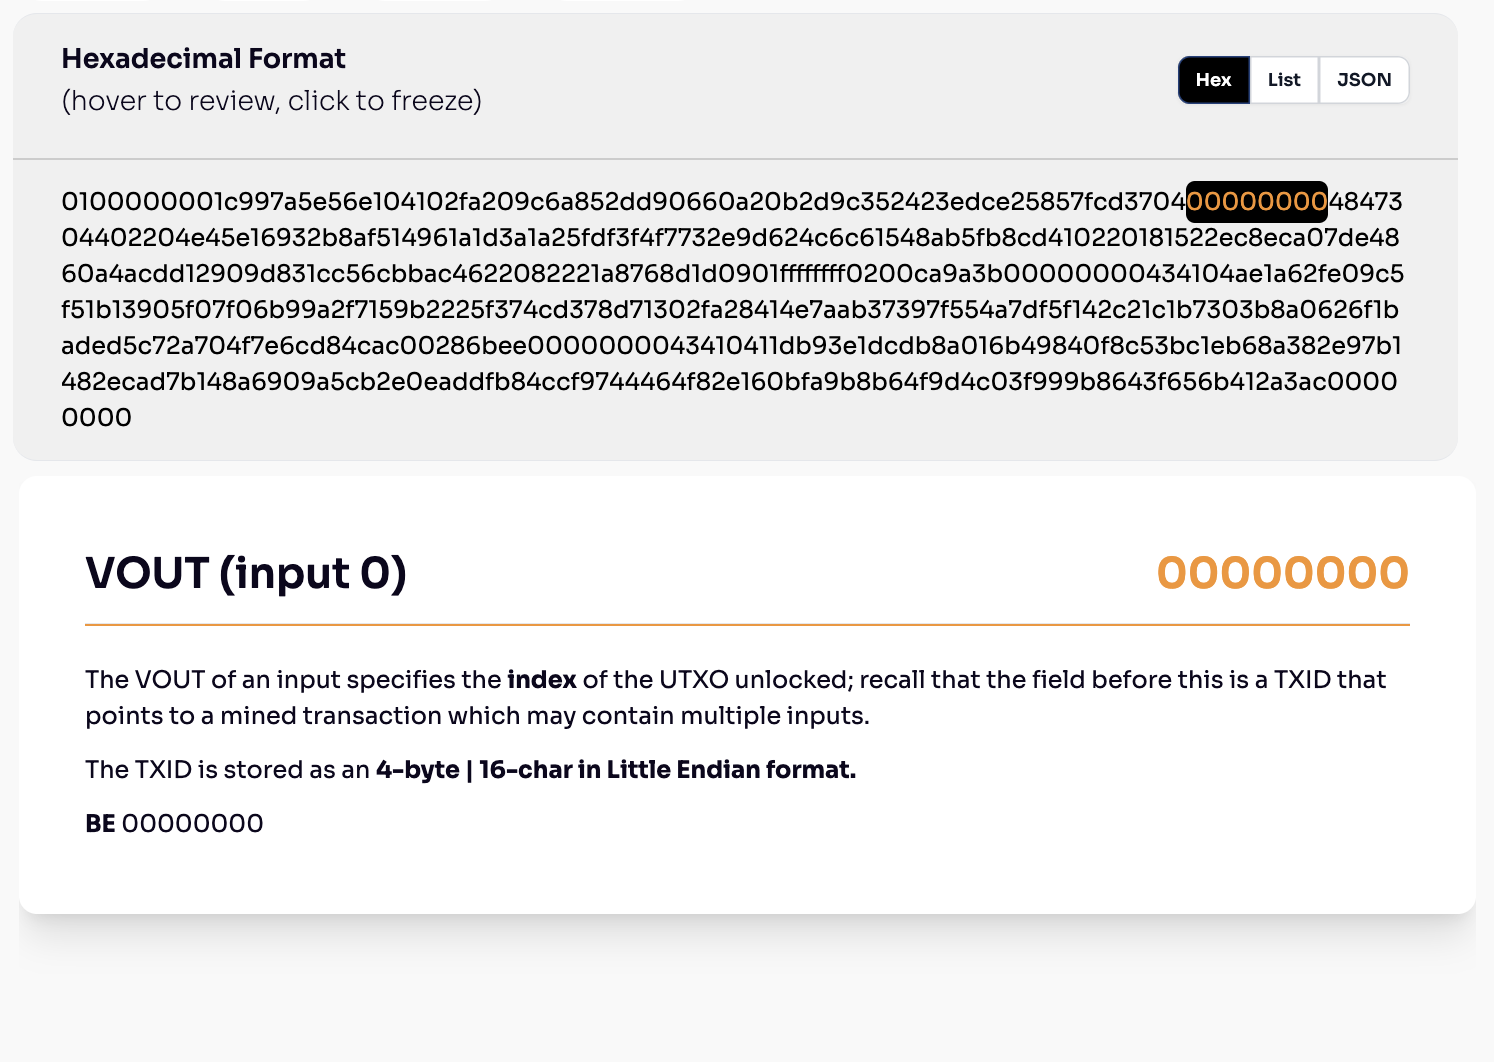 Hexadecimal Format
(hover to review, click to freeze)
Hex List JSON
0100000001c997a5e56e104102fa209c6a852dd90660a20b2d9c352423edce25857fcd37040000000048473
04402204e45e16932b8af514961a1d3a1a25fdf3f4f7732e9d624c6c61548ab5fb8cd410220181522ec8eca07de48
60a4acdd12909d831cc56cbbac4622082221a8768d1d0901ffffffff0200ca9a3b00000000434104ae1a62fe09c5
f51b13905f07f06b99a2f7159b2225f374cd378d71302fa28414e7aab37397f554a7df5f142c21c1b7303b8a0626f1b
aded5c72a704f7e6cd84cac00286bee0000000043410411db93e1dcdb8a016b49840f8c53bc1eb68a382e97b1
482ecad7b148a6909a5cb2e0eaddfb84ccf9744464f82e160bfa9b8b64f9d4c03f999b8643f656b412a3ac0000
0000
VOUT (input 0)
00000000
The VOUT of an input specifies the index of the UTXO unlocked; recall that the field before this is a TXID that
points to a mined transaction which may contain multiple inputs.
The TXID is stored as an 4-byte | 16-char in Little Endian format.
BE 00000000